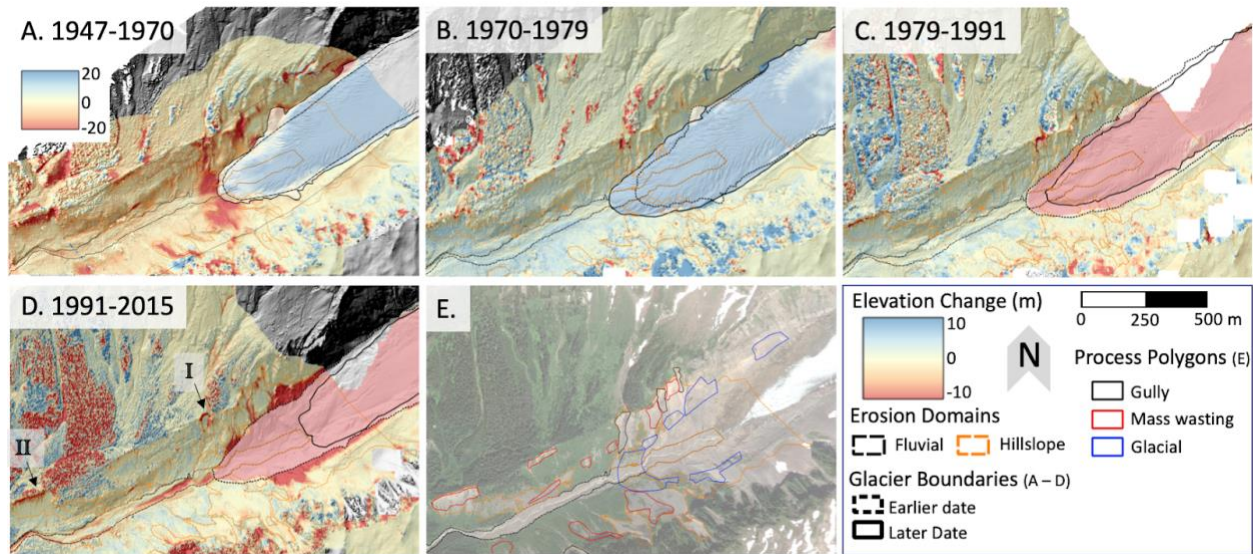 A. 1947-1970
20
0
-20
B. 1970-1979
C. 1979-1991
D. 1991-2015
I
II
E.
Elevation Change (m)
10
0
-10
N
0 250 500 m
Erosion Domains
Fluvial Hillslope
Glacier Boundaries (A – D)
Earlier date
Later Date
Process Polygons (E)
Gully
Mass wasting
Glacial